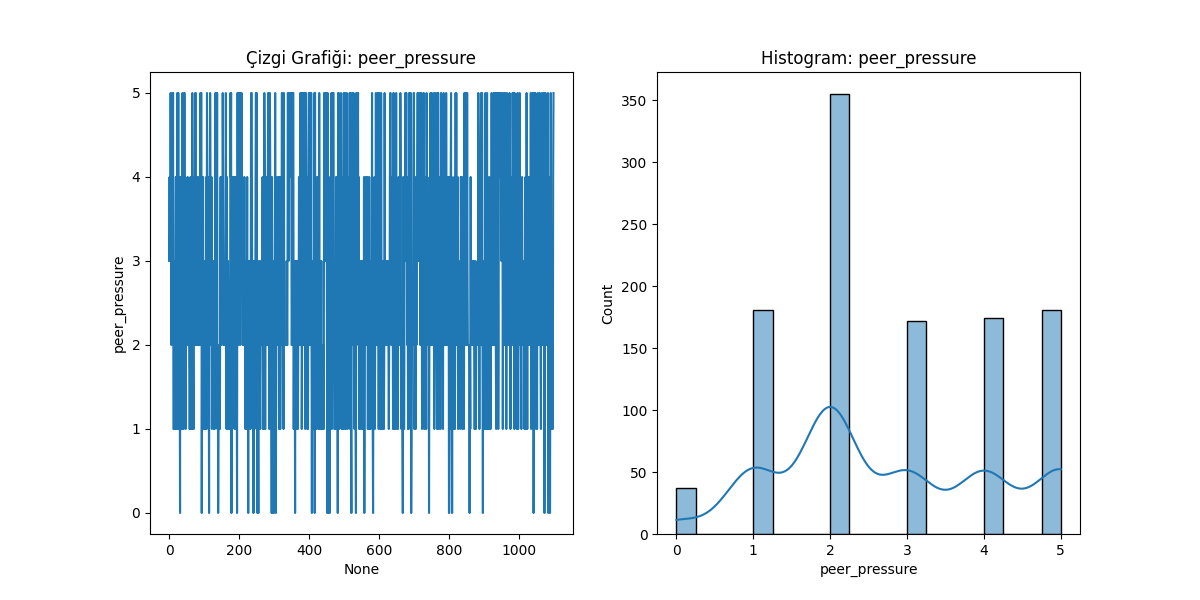 Çizgi Grafiği: peer_pressure
peer_pressure
5
4
3
2
1
0
0 200 400 600 800 1000
None
Histogram: peer_pressure
Count
350
300
250
200
150
100
50
0
0 1 2 3 4 5
peer_pressure